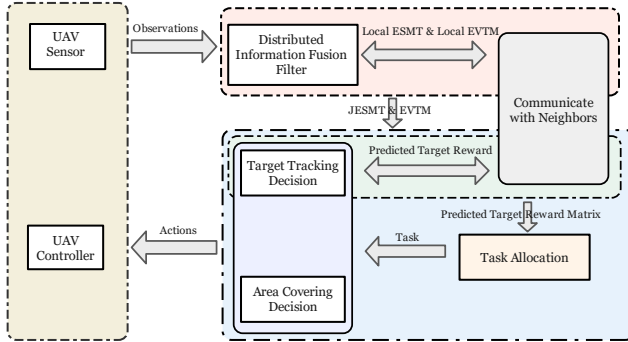 UAV
Sensor
Observations
Distributed
Information Fusion
Filter
Local ESMT & Local EVTM
Communicate
with Neighbors
JESMT & EVTM
Target Tracking
Decision
Predicted Target Reward
Predicted Target Reward Matrix
UAV
Controller
Actions
Task
Task Allocation
Area Covering
Decision